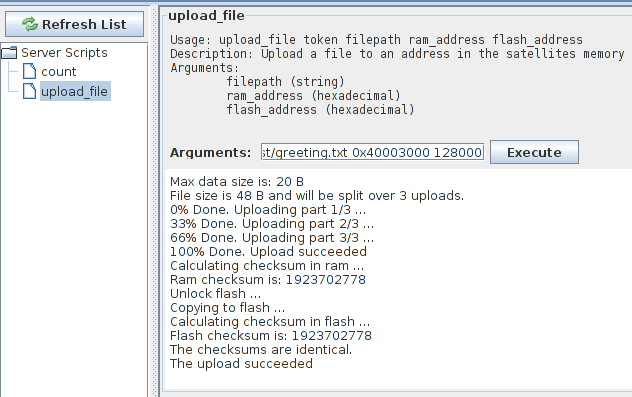 Refresh List
Server Scripts
count
upload_file
upload_file
Usage: upload_file token filepath ram_address flash_address
Description: Upload a file to an address in the satellites memory
Arguments:
filepath (string)
ram_address (hexadecimal)
flash_address (hexadecimal)
Arguments: st/greeting.txt 0x40003000 128000 Execute
Max data size is: 20 B
File size is 48 B and will be split over 3 uploads.
0% Done. Uploading part 1/3 ...
33% Done. Uploading part 2/3 ...
66% Done. Uploading part 3/3 ...
100% Done. Upload succeeded
Calculating checksum in ram ...
Ram checksum is: 1923702778
Unlock flash ...
Copying to flash ...
Calculating checksum in flash ...
Flash checksum is: 1923702778
The checksums are identical.
The upload succeeded